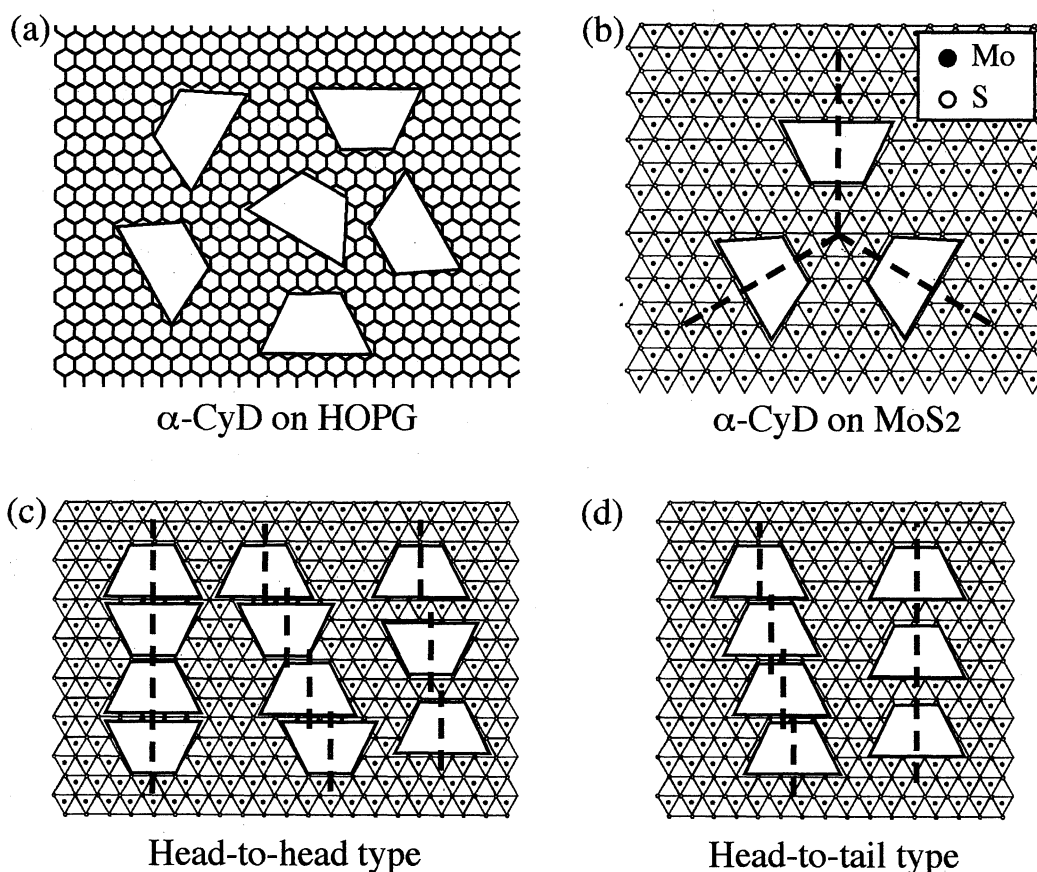 (a)
(b)
Mo
S
α-CyD on HOPG
α-CyD on MoS2
(c)
(d)
Head-to-head type
Head-to-tail type